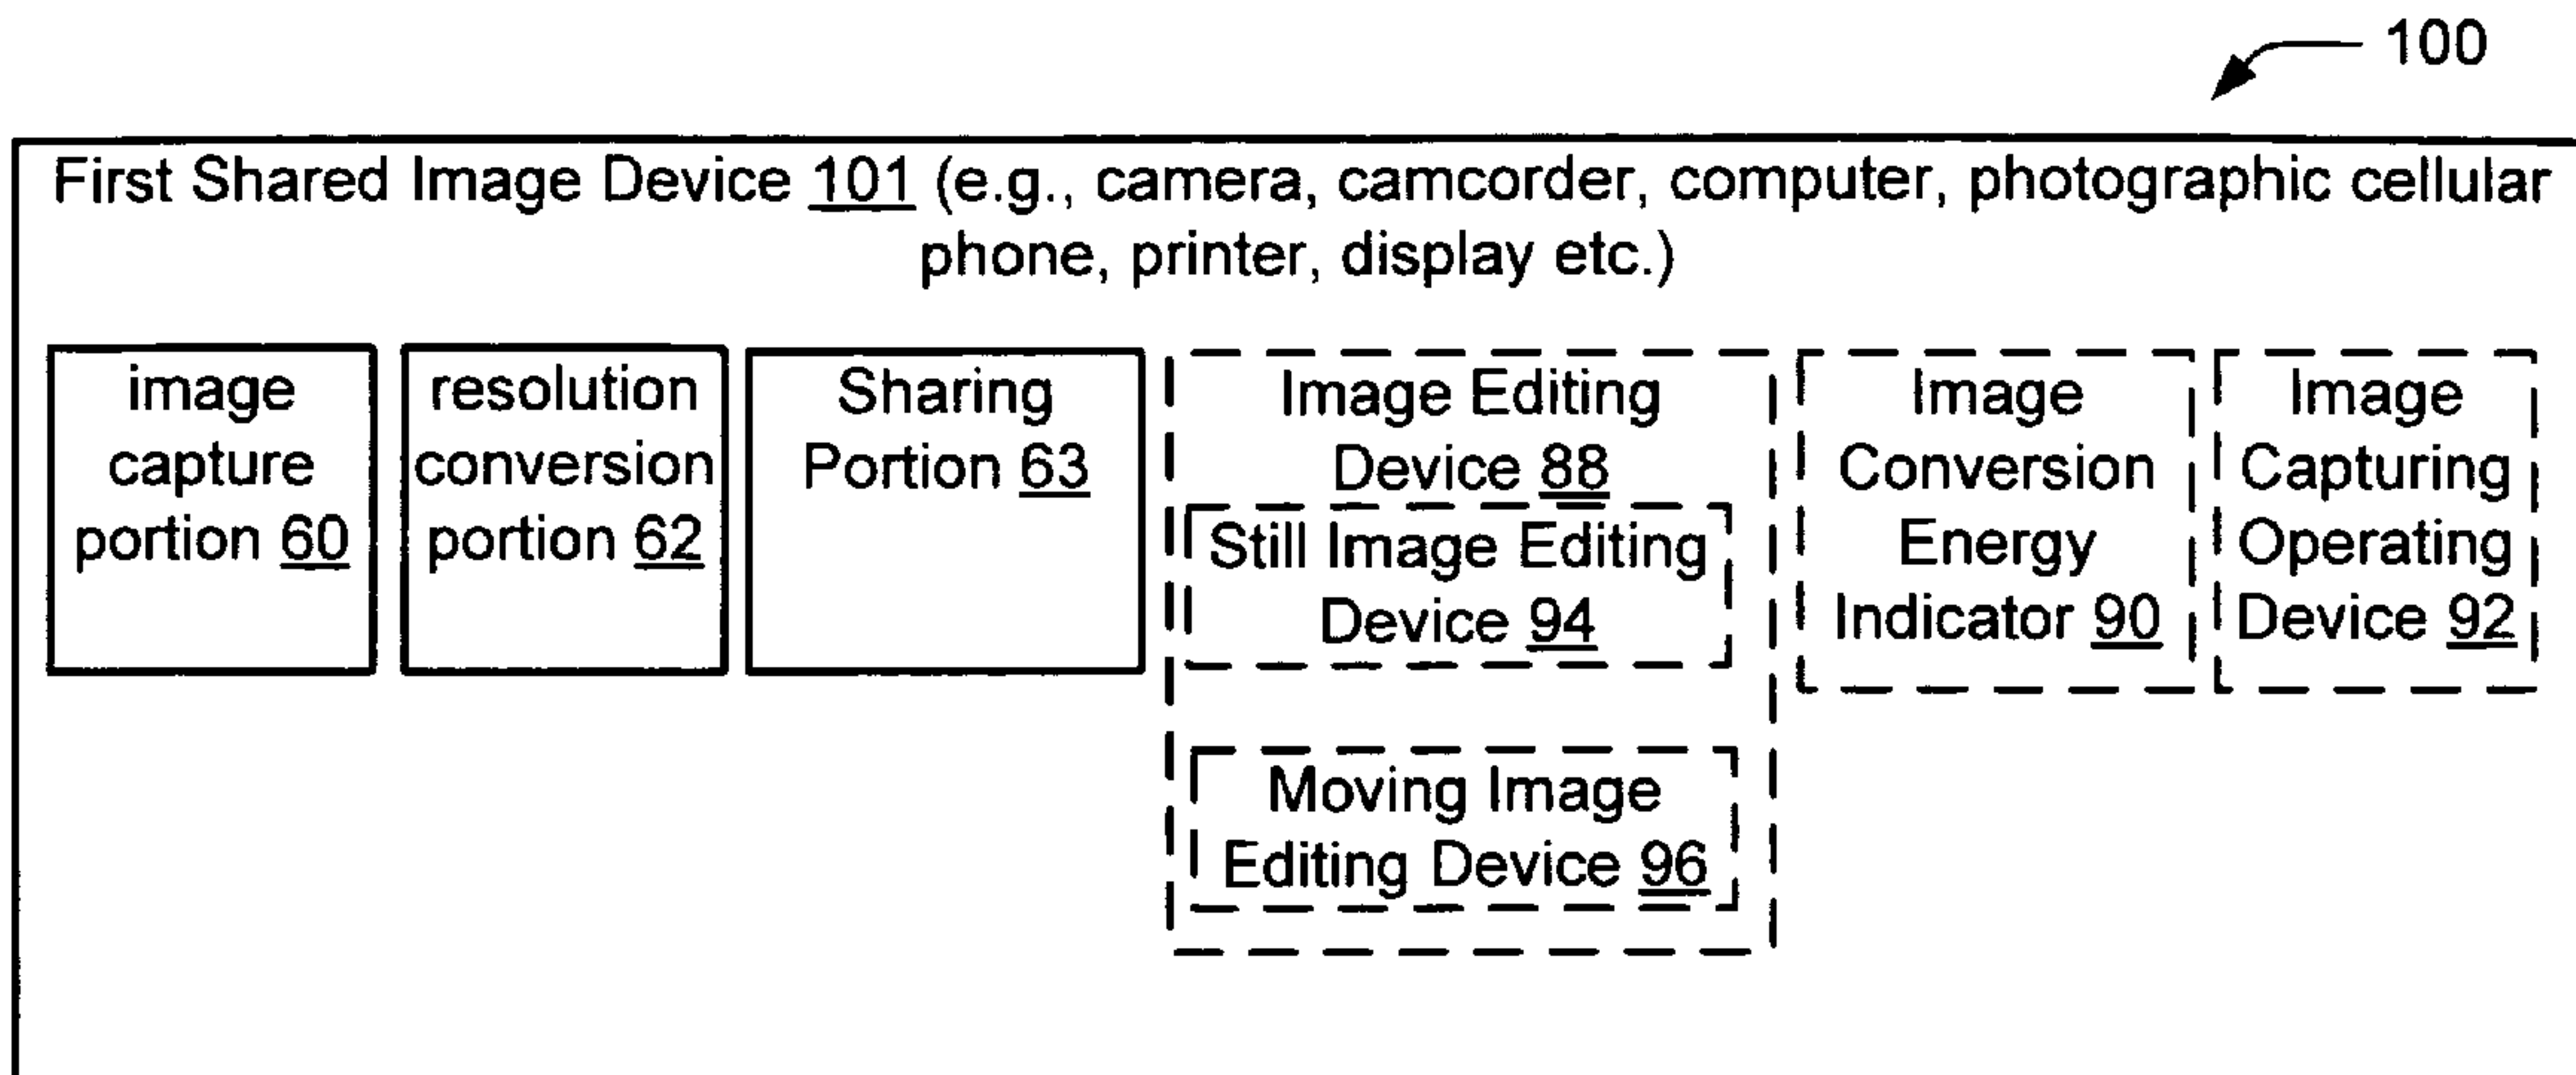 100
First Shared Image Device 101 (e.g., camera, camcorder, computer, photographic cellular
phone, printer, display etc.)
image
capture
portion 60
resolution
conversion
portion 62
Sharing
Portion 63
Image Editing
Device 88
Still Image Editing
Device 94
Moving Image
Editing Device 96
Image
Conversion
Energy
Indicator 90
Image
Capturing
Operating
Device 92